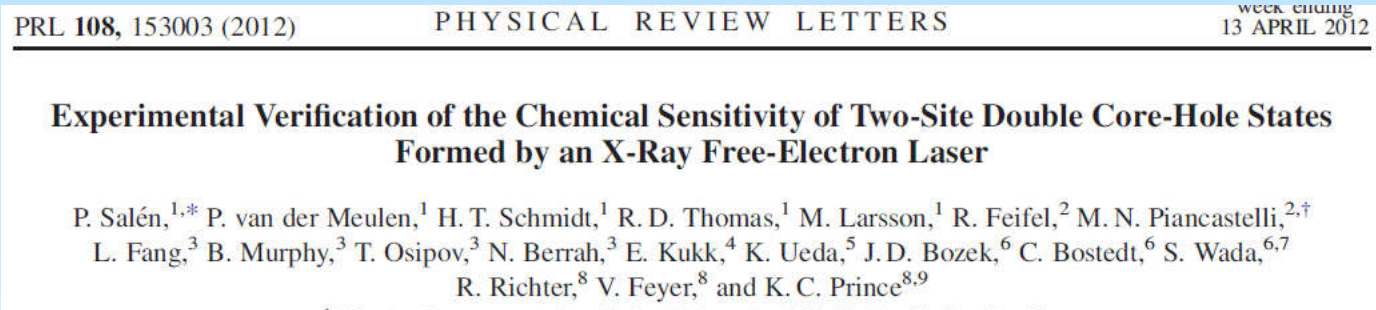 PRL 108, 153003 (2012)
PHYSICAL REVIEW LETTERS
week ending
13 APRIL 2012
Experimental Verification of the Chemical Sensitivity of Two-Site Double Core-Hole States
Formed by an X-Ray Free-Electron Laser
P. Salén,1,* P. van der Meulen,1 H. T. Schmidt,1 R. D. Thomas,1 M. Larsson,1 R. Feifel,2 M. N. Piancastelli,2,†
L. Fang,3 B. Murphy,3 T. Osipov,3 N. Berrah,3 E. Kukk,4 K. Ueda,5 J. D. Bozek,6 C. Bostedt,6 S. Wada,6,7
R. Richter,8 V. Feyer,8 and K. C. Prince8,9